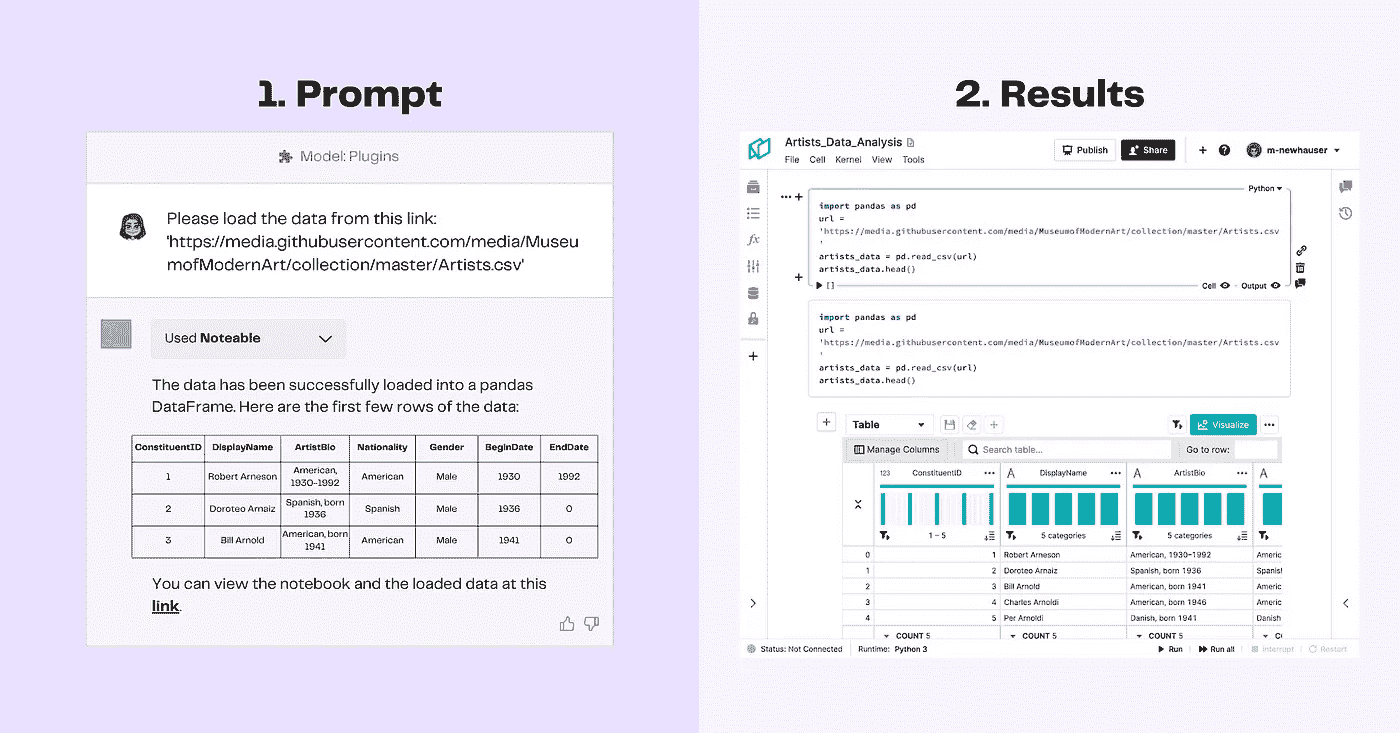 1. Prompt
Model: Plugins
Please load the data from this link:
'https://media.githubusercontent.com/media/Museu
mofModernArt/collection/master/Artists.csv'
Used Noteable
The data has been successfully loaded into a pandas
DataFrame. Here are the first few rows of the data:
ConstituentID DisplayName ArtistBio Nationality Gender BeginDate EndDate
1 Robert Arneson American, 1930–1992 American Male 1930 1992
2 Doroteo Arnaiz Spanish, born 1936 Spanish Male 1936 0
3 Bill Arnold American, born 1941 American Male 1941 0
You can view the notebook and the loaded data at this
link.
2. Results
Artists_Data_Analysis
File Cell Kernel View Tools
Publish
Share
+ ? m-newhauser
Python
import pandas as pd
url =
'https://media.githubusercontent.com/media/MuseumofModernArt/collection/master/Artists.csv
'
artists_data = pd.read_csv(url)
artists_data.head()
[]
Cell Output
import pandas as pd
url =
'https://media.githubusercontent.com/media/MuseumofModernArt/collection/master/Artists.csv
'
artists_data = pd.read_csv(url)
artists_data.head()
Table
Visualize
Manage Columns
Search table...
Go to row:
123 ConstituentID A DisplayName A ArtistBio A
1 – 5 5 categories 5 categories
0 1 Robert Arneson American, 1930–1992 Americ
1 2 Doroteo Arnaiz Spanish, born 1936 Spanis
2 3 Bill Arnold American, born 1941 Americ
3 4 Charles Arnoldi American, born 1946 Americ
4 5 Per Arnoldi Danish, born 1941 Danish
COUNT 5 COUNT 5 COUNT 5 CO
Status: Not Connected
Runtime: Python 3
Run
Run all
Interrupt
Restart